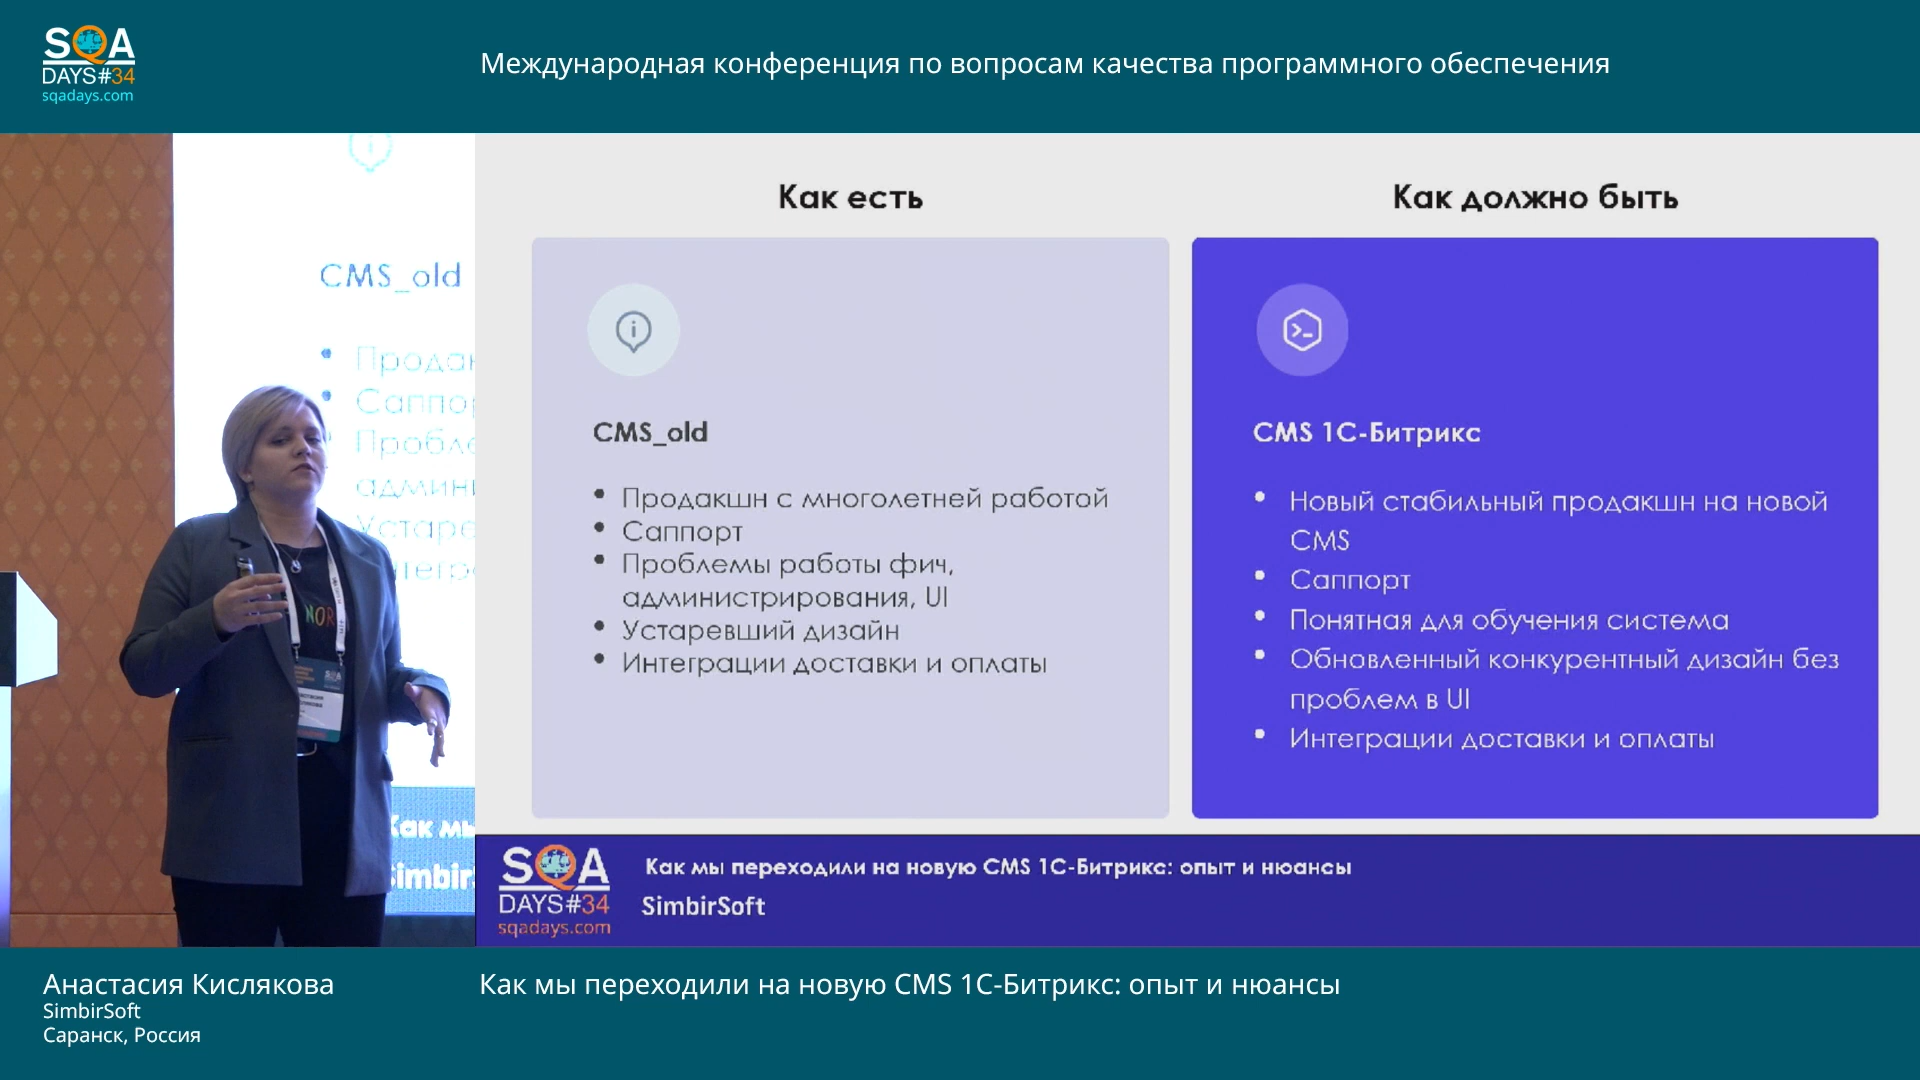 SQA
DAYS#34
sqadays.com
Международная конференция по вопросам качества программного обеспечения
CMS_old
Как есть
Как должно быть
CMS_old
• Продакшн с многолетней работой
• Саппорт
• Проблемы работы фич,
администрирования, UI
• Устаревший дизайн
• Интеграции доставки и оплаты
CMS 1С-Битрикс
• Новый стабильный продакшн на новой
CMS
• Саппорт
• Понятная для обучения система
• Обновленный конкурентный дизайн без
проблем в UI
• Интеграции доставки и оплаты
NOR
SQA
DAYS#34
sqadays.com
Как мы переходили на новую CMS 1С-Битрикс: опыт и нюансы
SimbirSoft
Анастасия Кислякова
SimbirSoft
Саранск, Россия
Как мы переходили на новую CMS 1С-Битрикс: опыт и нюансы